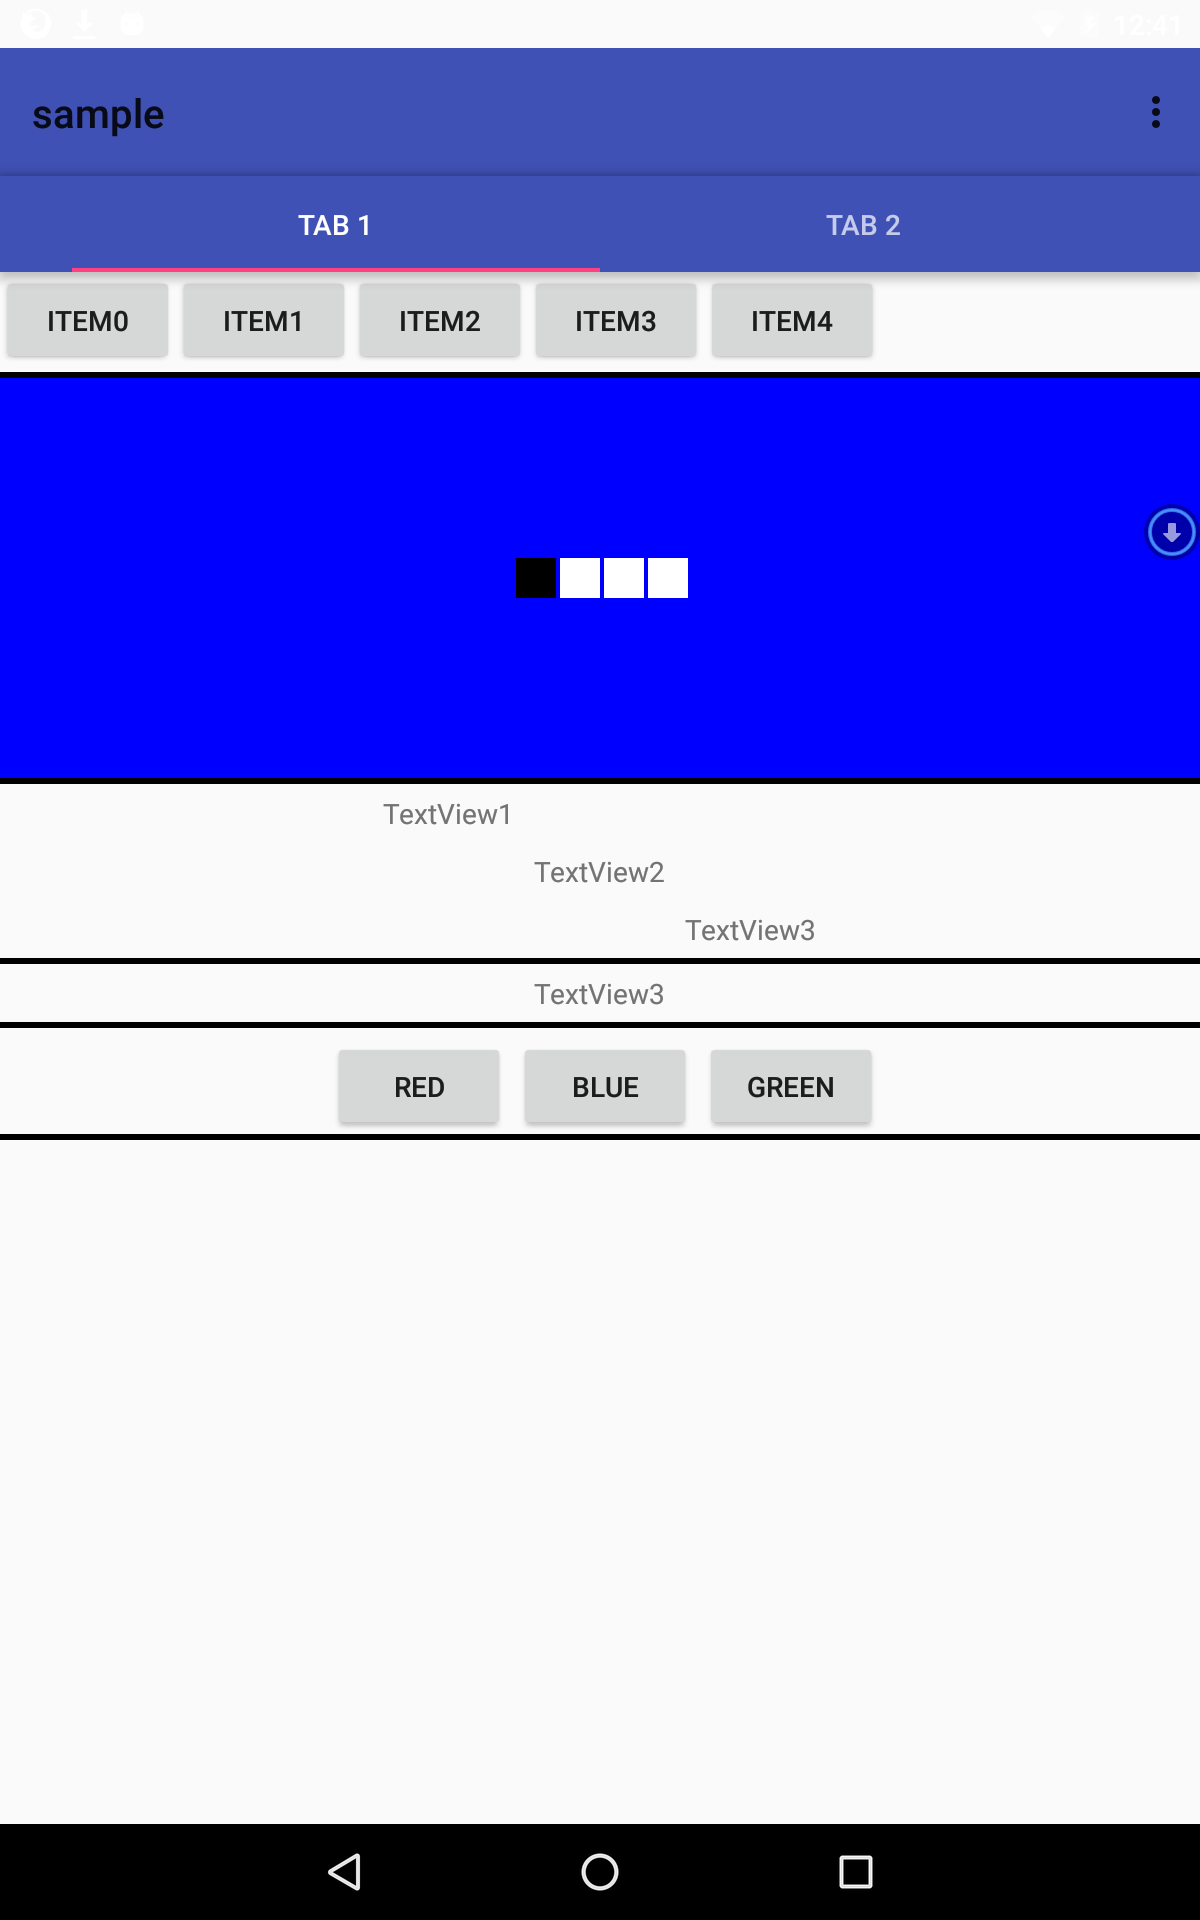 12:41
sample
TAB 1 TAB 2
ITEM0 ITEM1 ITEM2 ITEM3 ITEM4
TextView1
TextView2
TextView3
TextView3
RED BLUE GREEN